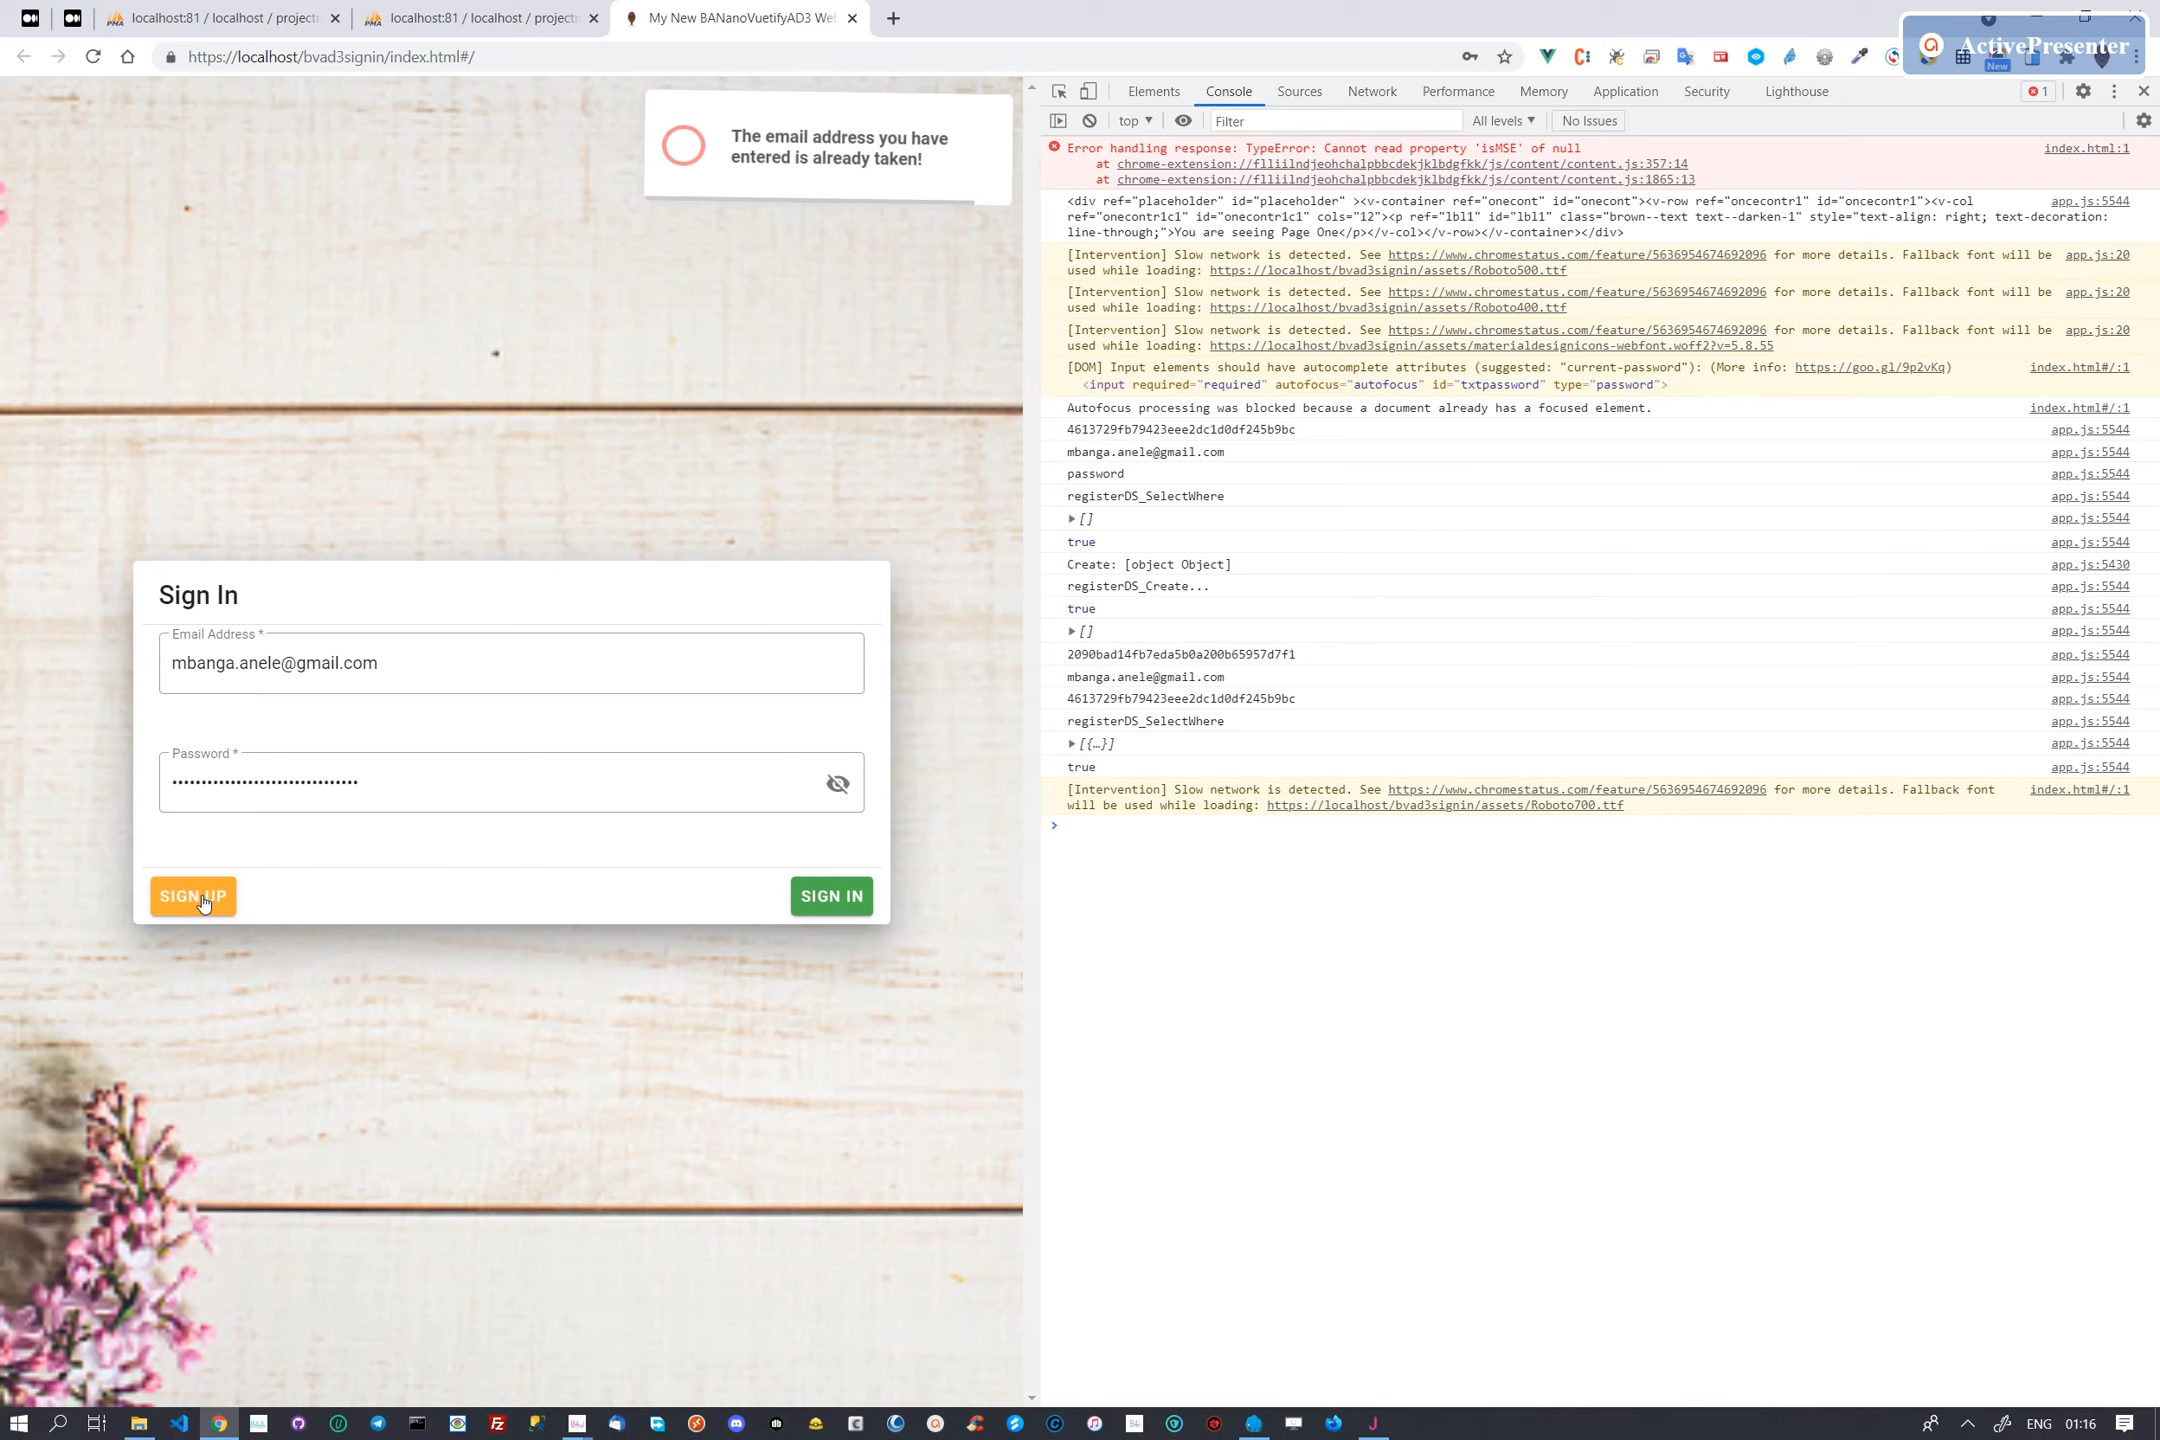 localhost:81 / localhost / project
localhost:81 / localhost / project
My New BANanoVuetifyAD3 We
https://localhost/bvad3signin/index.html#/
New
ActivePresenter
The email address you have
entered is already taken!
Sign In
Email Address *
mbanga.anele@gmail.com
Password *
•••••••••••••••••••••••••••••••
SIGN UP
SIGN IN
Elements Console Sources Network Performance Memory Application Security Lighthouse 1
top Filter All levels No Issues
Error handling response: TypeError: Cannot read property 'isMSE' of null index.html:1
at chrome-extension://flliilndjeohchalpbbcdekjklbdgfkk/js/content/content.js:357:14
at chrome-extension://flliilndjeohchalpbbcdekjklbdgfkk/js/content/content.js:1865:13
<div ref="placeholder" id="placeholder" ><v-container ref="onecont" id="onecont"><v-row ref="onecontr1" id="oncecontr1"><v-col app.js:5544
ref="onecontr1c1" id="onecontr1c1" cols="12"><p ref="lbl1" id="lbl1" class="brown--text text--darken-1" style="text-align: right; text-decoration:
line-through;">You are seeing Page One</p></v-col></v-row></v-container></div>
[Intervention] Slow network is detected. See https://www.chromestatus.com/feature/5636954674692096 for more details. Fallback font will be app.js:20
used while loading: https://localhost/bvad3signin/assets/Roboto500.ttf
[Intervention] Slow network is detected. See https://www.chromestatus.com/feature/5636954674692096 for more details. Fallback font will be app.js:20
used while loading: https://localhost/bvad3signin/assets/Roboto400.ttf
[Intervention] Slow network is detected. See https://www.chromestatus.com/feature/5636954674692096 for more details. Fallback font will be app.js:20
used while loading: https://localhost/bvad3signin/assets/materialdesignicons-webfont.woff2?v=5.8.55
[DOM] Input elements should have autocomplete attributes (suggested: "current-password"): (More info: https://goo.gl/9p2vKq) index.html#/:1
<input required="required" autofocus="autofocus" id="txtpassword" type="password">
Autofocus processing was blocked because a document already has a focused element. index.html#/:1
4613729fb79423eee2dc1d0df245b9bc app.js:5544
mbanga.anele@gmail.com app.js:5544
password app.js:5544
registerDS_SelectWhere app.js:5544
[] app.js:5544
true app.js:5544
Create: [object Object] app.js:5430
registerDS_Create... app.js:5544
true app.js:5544
[] app.js:5544
2090bad14fb7eda5b0a200b65957d7f1 app.js:5544
mbanga.anele@gmail.com app.js:5544
4613729fb79423eee2dc1d0df245b9bc app.js:5544
registerDS_SelectWhere app.js:5544
[{…}] app.js:5544
true app.js:5544
[Intervention] Slow network is detected. See https://www.chromestatus.com/feature/5636954674692096 for more details. Fallback font index.html#/:1
will be used while loading: https://localhost/bvad3signin/assets/Roboto700.ttf
ENG 01:16